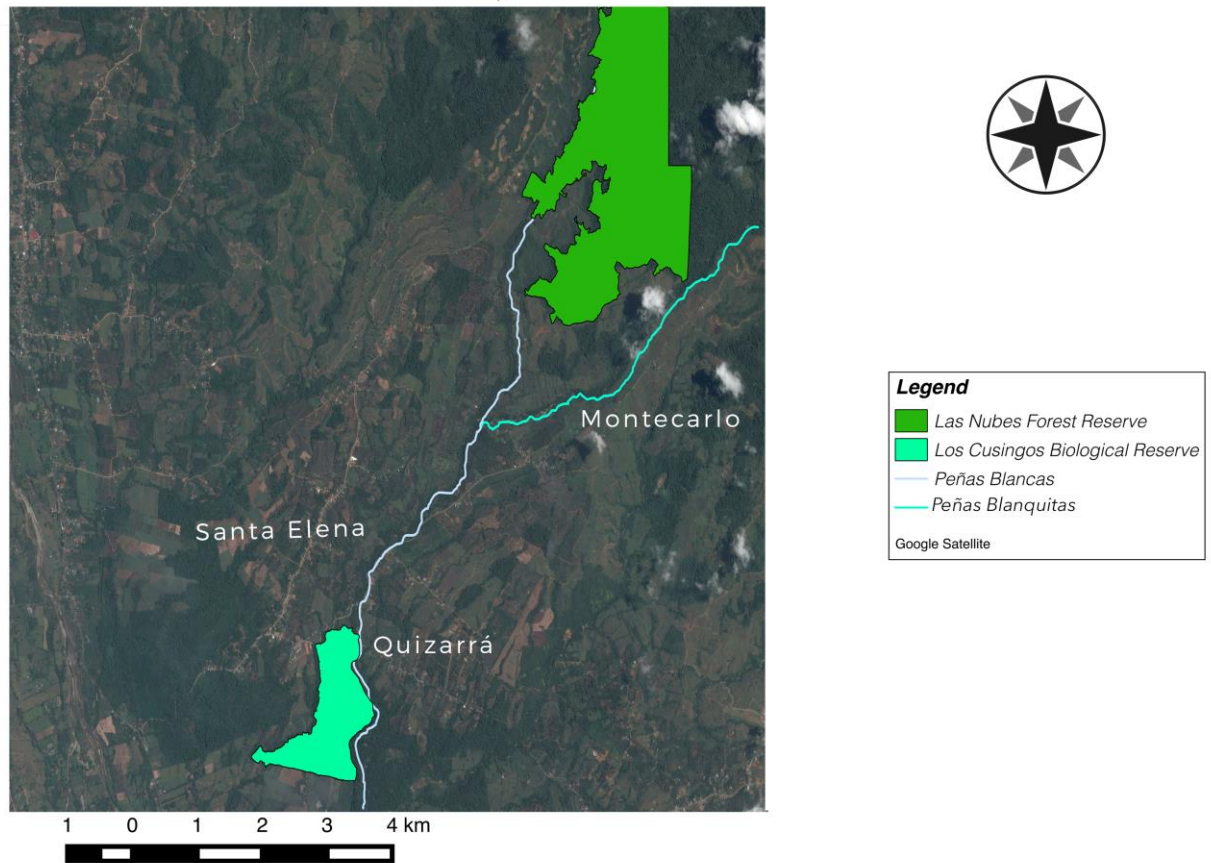 Montecarlo
Santa Elena
Quizarrá
Legend
Las Nubes Forest Reserve
Los Cusingos Biological Reserve
Peñas Blancas
Peñas Blanquitas
Google Satellite
1 0 1 2 3 4 km